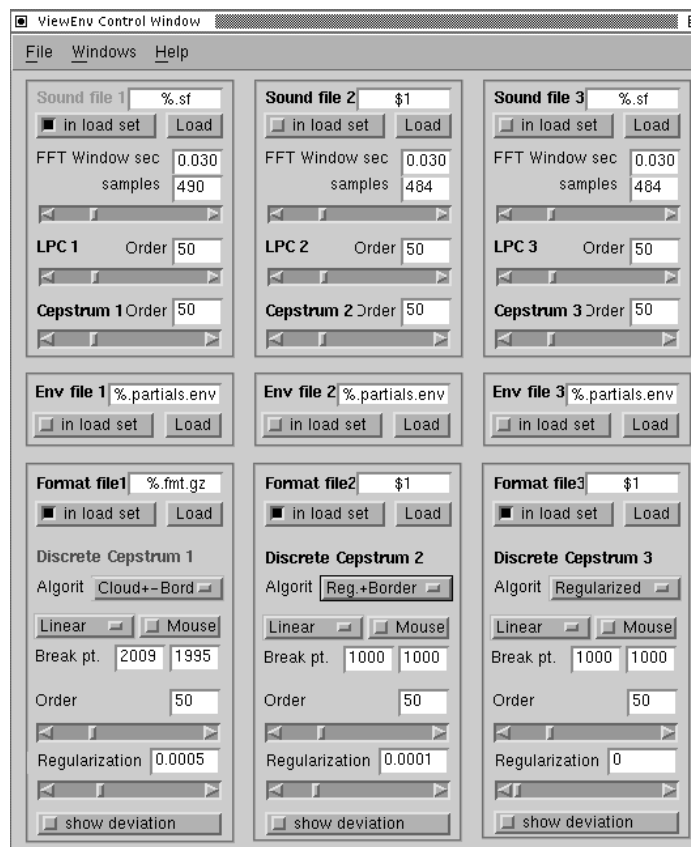 ViewEnv Control Window
File Windows Help
Sound file 1 %.sf
in load set Load
FFT Window sec 0.030
samples 490
LPC 1 Order 50
Cepstrum 1 Order 50
Sound file 2 $1
in load set Load
FFT Window sec 0.030
samples 484
LPC 2 Order 50
Cepstrum 2 Order 50
Sound file 3 %.sf
in load set Load
FFT Window sec 0.030
samples 484
LPC 3 Order 50
Cepstrum 3 Order 50
Env file 1 %.partials.env
in load set Load
Env file 2 %.partials.env
in load set Load
Env file 3 %.partials.env
in load set Load
Format file1 %.fmt.gz
in load set Load
Discrete Cepstrum 1
Algorit Cloud+-Bord
Linear Mouse
Break pt. 2009 1995
Order 50
Regularization 0.0005
show deviation
Format file2 $1
in load set Load
Discrete Cepstrum 2
Algorit Reg.+Border
Linear Mouse
Break pt. 1000 1000
Order 50
Regularization 0.0001
show deviation
Format file3 $1
in load set Load
Discrete Cepstrum 3
Algorit Regularized
Linear Mouse
Break pt. 1000 1000
Order 50
Regularization 0
show deviation